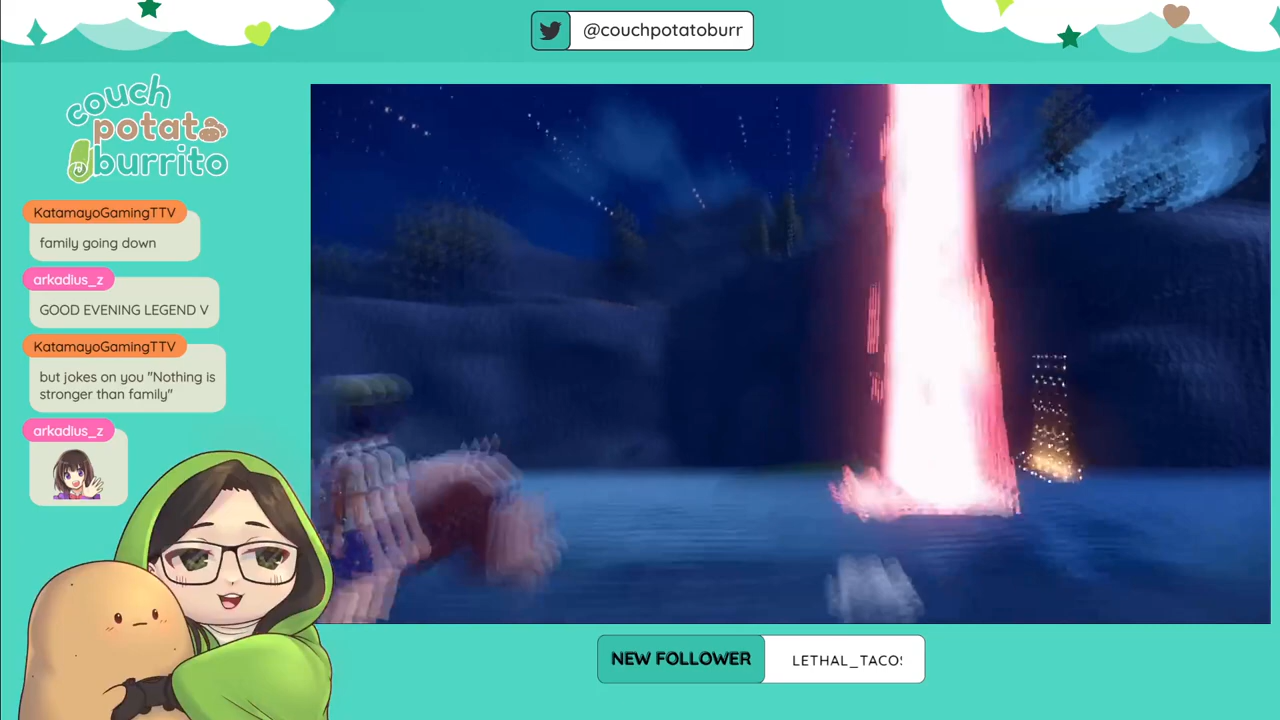 @couchpotatoburr
couch
potato
burrito
KatamayoGamingTTV
family going down
arkadius_z
GOOD EVENING LEGEND V
KatamayoGamingTTV
but jokes on you "Nothing is
stronger than family"
arkadius_z
NEW FOLLOWER
LETHAL_TACO